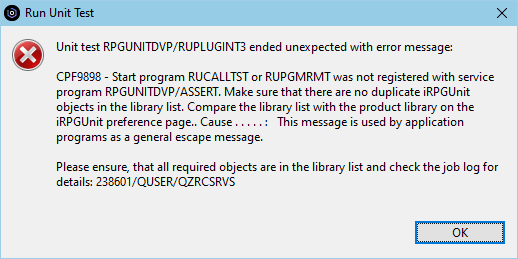 Run Unit Test
Unit test RPGUNITDVP/RUPLUGINT3 ended unexpected with error message:
CPF9898 - Start program RUCALLTST or RUPGMRMT was not registered with service
program RPGUNITDVP/ASSERT. Make sure that there are no duplicate iRPGUnit
objects in the library list. Compare the library list with the product library on the
iRPGUnit preference page.. Cause . . . . . :   This message is used by application
programs as a general escape message.
Please ensure, that all required objects are in the library list and check the job log for
details: 238601/QUSER/QZRCSRVS
OK